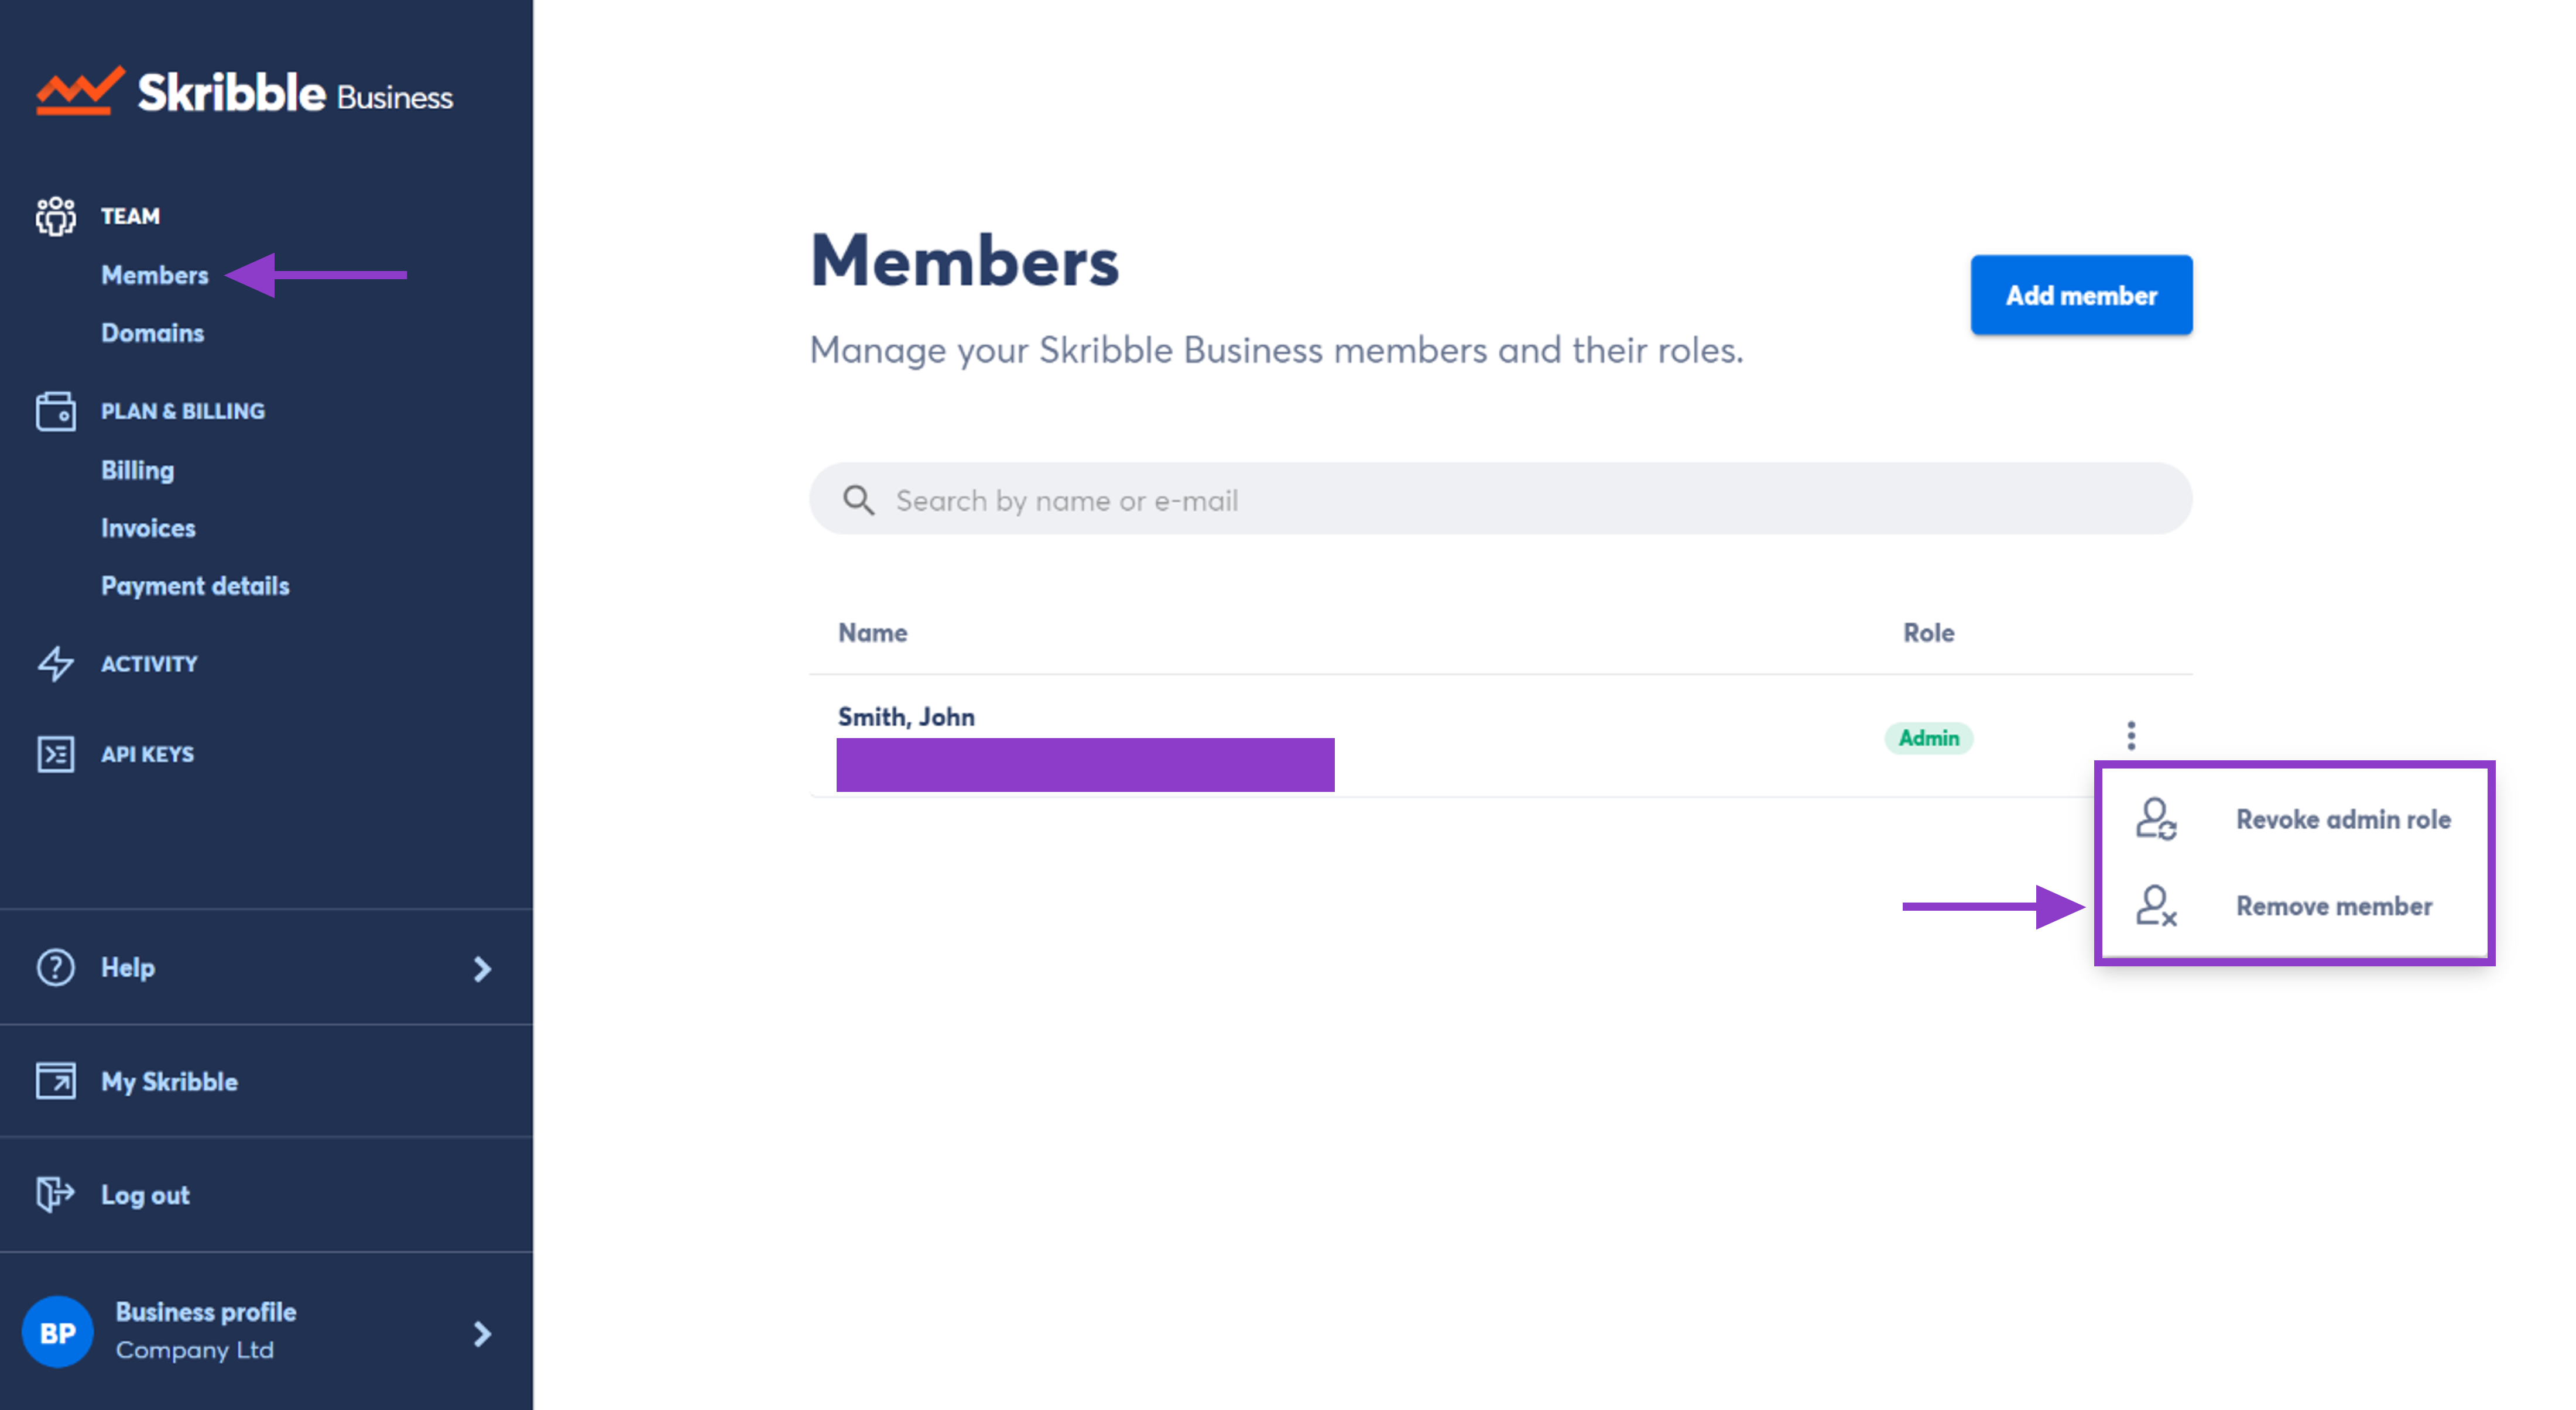 Skribble Business
TEAM
Members
Domains
PLAN & BILLING
Billing
Invoices
Payment details
ACTIVITY
API KEYS
Help
My Skribble
Log out
BP
Business profile
Company Ltd
Members
Add member
Manage your Skribble Business members and their roles.
Search by name or e-mail
Name Role
Smith, John
Admin
Revoke admin role
Remove member